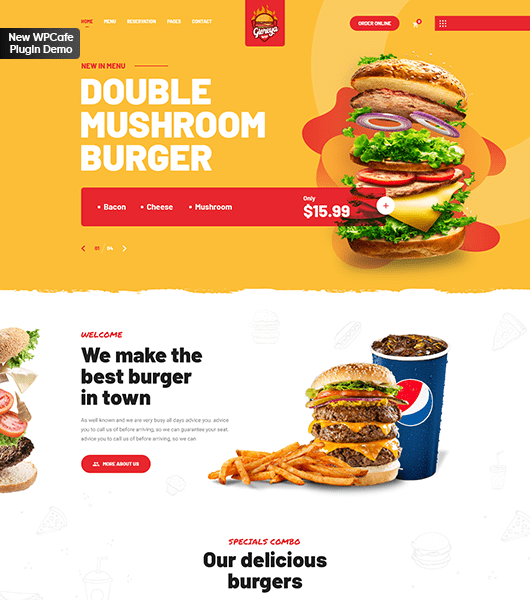 New WPCafe
Plugin Demo
HOME MENU RESERVATION PAGES CONTACT
ORDER ONLINE
NEW IN MENU
DOUBLE
MUSHROOM
BURGER
Bacon Cheese Mushroom
Only
$15.99
+
01 04
WELCOME
We make the
best burger
in town
As well known and we are very busy all days advice you. advice
you to call us of before arriving, so we can guarantee your seat.
advice you to call us of before arriving, so we can
MORE ABOUT US
SPECIALS COMBO
Our delicious
burgers